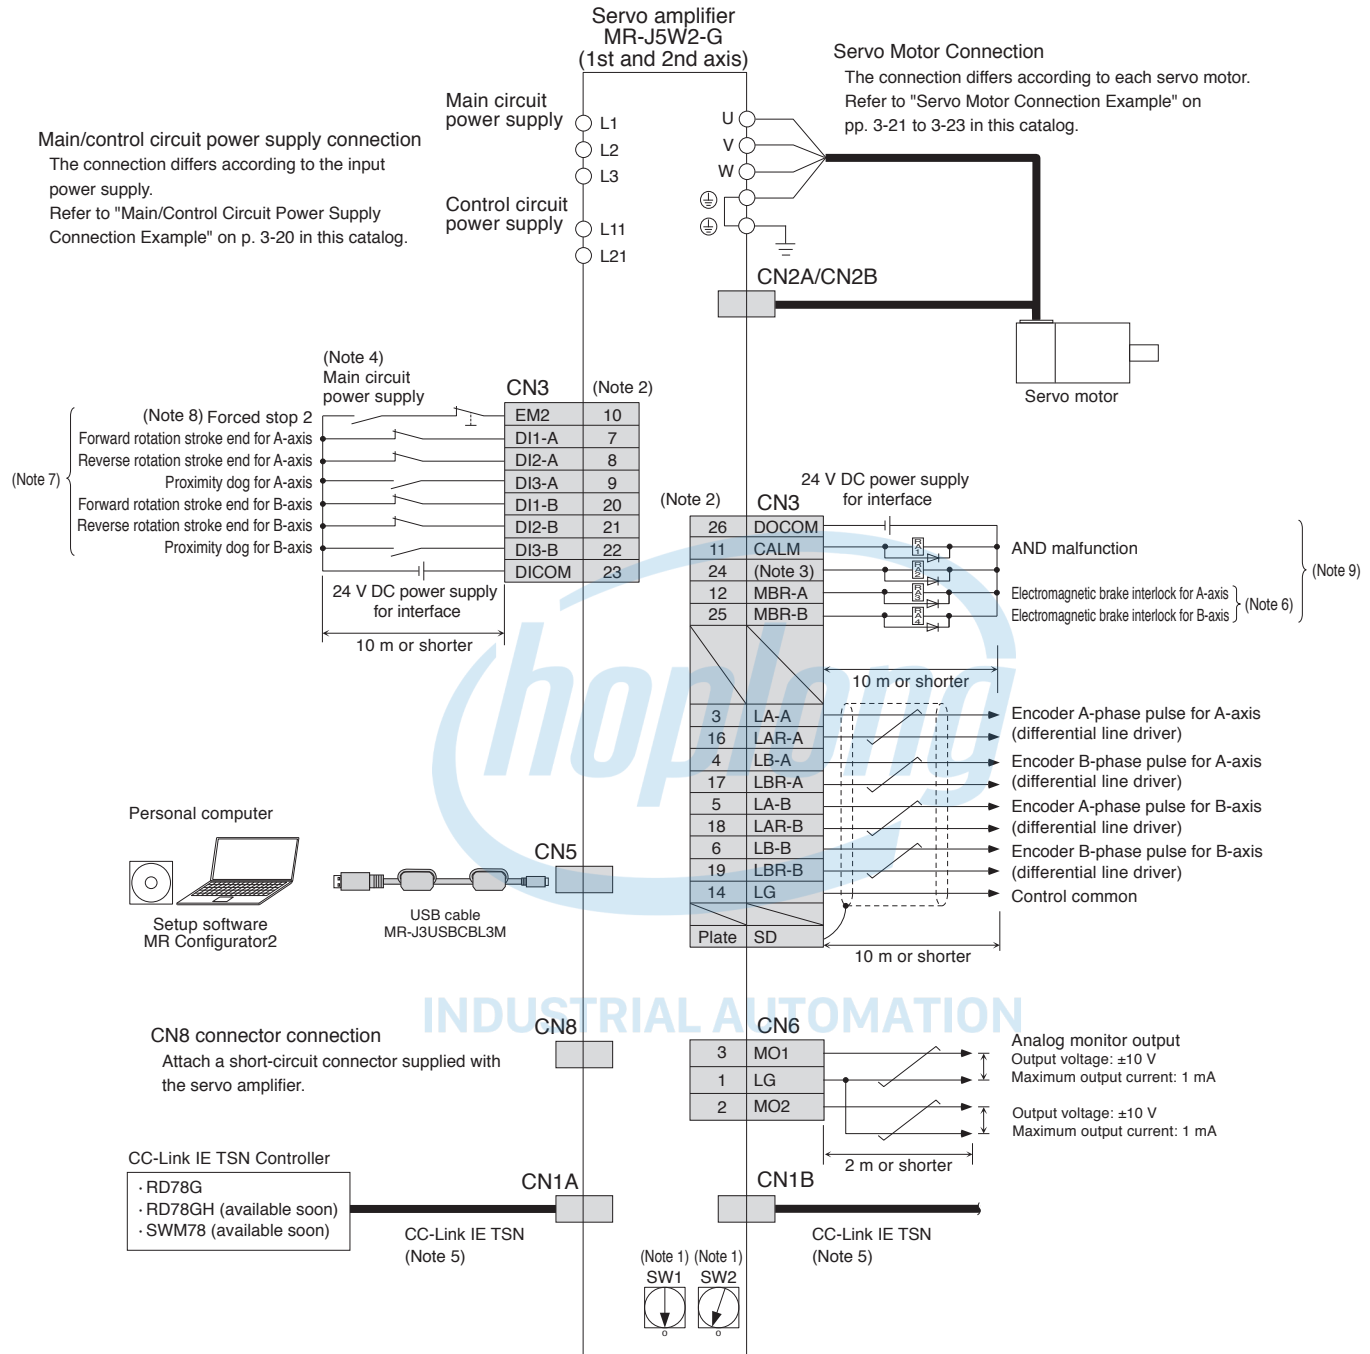 Servo amplifier
MR-J5W2-G
(1st and 2nd axis)
Servo Motor Connection
The connection differs according to each servo motor.
Refer to "Servo Motor Connection Example" on
pp. 3-21 to 3-23 in this catalog.
Main circuit
power supply
L1
L2
L3
U
V
W
Main/control circuit power supply connection
The connection differs according to the input
power supply.
Refer to "Main/Control Circuit Power Supply
Connection Example" on p. 3-20 in this catalog.
Control circuit
power supply
L11
L21
CN2A/CN2B
Servo motor
(Note 4)
Main circuit
power supply
CN3
(Note 2)
(Note 8) Forced stop 2
EM2 10
Forward rotation stroke end for A-axis
DI1-A 7
Reverse rotation stroke end for A-axis
DI2-A 8
(Note 7)
Proximity dog for A-axis
DI3-A 9
Forward rotation stroke end for B-axis
DI1-B 20
Reverse rotation stroke end for B-axis
DI2-B 21
Proximity dog for B-axis
DI3-B 22
DICOM 23
24 V DC power supply
for interface
10 m or shorter
24 V DC power supply
for interface
(Note 2)
CN3
26 DOCOM
11 CALM
RA1
AND malfunction
24 (Note 3)
RA2
(Note 9)
12 MBR-A
RA3
Electromagnetic brake interlock for A-axis
(Note 6)
25 MBR-B
RA4
Electromagnetic brake interlock for B-axis
10 m or shorter
3 LA-A
Encoder A-phase pulse for A-axis
16 LAR-A
(differential line driver)
4 LB-A
Encoder B-phase pulse for A-axis
17 LBR-A
(differential line driver)
5 LA-B
Encoder A-phase pulse for B-axis
18 LAR-B
(differential line driver)
6 LB-B
Encoder B-phase pulse for B-axis
19 LBR-B
(differential line driver)
14 LG
Control common
Plate SD
10 m or shorter
hoplong
INDUSTRIAL AUTOMATION
Personal computer
Setup software
MR Configurator2
USB cable
MR-J3USBCBL3M
CN5
CN8 connector connection
Attach a short-circuit connector supplied with
the servo amplifier.
CN8
CN6
3 MO1
1 LG
2 MO2
Analog monitor output
Output voltage: ±10 V
Maximum output current: 1 mA
Output voltage: ±10 V
Maximum output current: 1 mA
2 m or shorter
CC-Link IE TSN Controller
· RD78G
· RD78GH (available soon)
· SWM78 (available soon)
CN1A
CC-Link IE TSN
(Note 5)
CN1B
CC-Link IE TSN
(Note 5)
(Note 1) (Note 1)
SW1 SW2
0 0